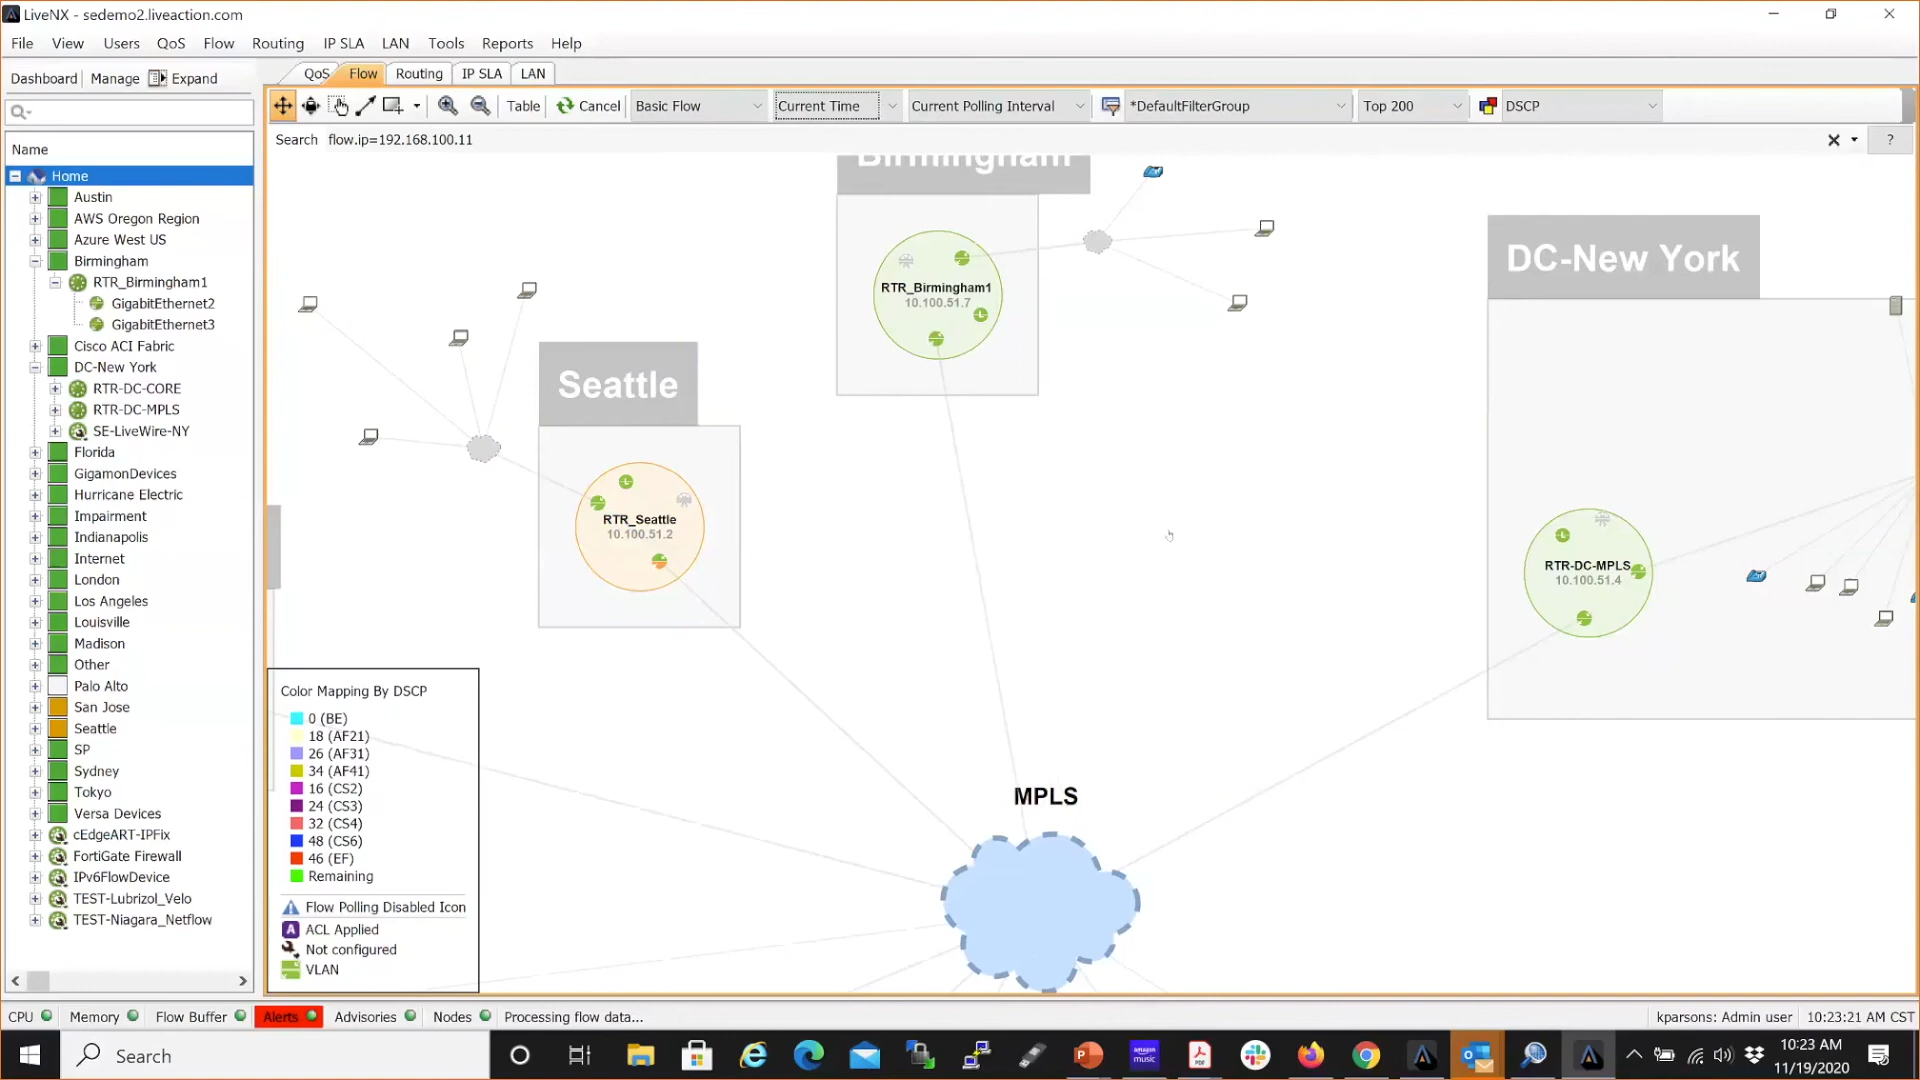 LiveNX - sedemo2.liveaction.com
File View Users QoS Flow Routing IP SLA LAN Tools Reports Help
Dashboard Manage Expand
QoS Flow Routing IP SLA LAN
Table Cancel Basic Flow Current Time Current Polling Interval *DefaultFilterGroup Top 200 DSCP
Search flow.ip=192.168.100.11 ?
Name
Home
Austin
AWS Oregon Region
Azure West US
Birmingham
RTR_Birmingham1
GigabitEthernet2
GigabitEthernet3
Cisco ACI Fabric
DC-New York
RTR-DC-CORE
RTR-DC-MPLS
SE-LiveWire-NY
Florida
GigamonDevices
Hurricane Electric
Impairment
Indianapolis
Internet
London
Los Angeles
Louisville
Madison
Other
Palo Alto
San Jose
Seattle
SP
Sydney
Tokyo
Versa Devices
cEdgeART-IPFix
FortiGate Firewall
IPv6FlowDevice
TEST-Lubrizol_Velo
TEST-Niagara_Netflow
Birmingham
RTR_Birmingham1
10.100.51.7
DC-New York
RTR-DC-MPLS
10.100.51.4
Seattle
RTR_Seattle
10.100.51.2
MPLS
Color Mapping By DSCP
0 (BE)
18 (AF21)
26 (AF31)
34 (AF41)
16 (CS2)
24 (CS3)
32 (CS4)
48 (CS6)
46 (EF)
Remaining
Flow Polling Disabled Icon
A ACL Applied
Not configured
VLAN
CPU Memory Flow Buffer Alerts Advisories Nodes Processing flow data... kparsons: Admin user 10:23:21 AM CST
Search
amazon music
10:23 AM
11/19/2020